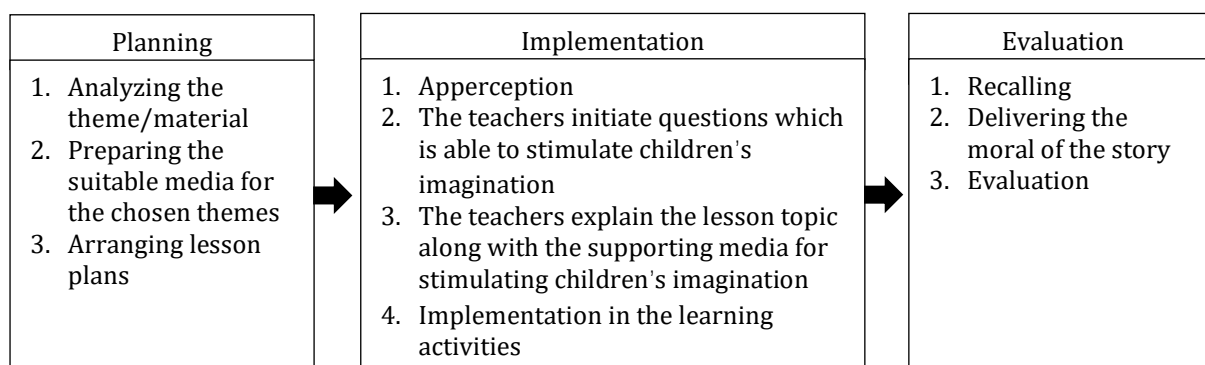 Planning
1. Analyzing the
theme/material
2. Preparing the
suitable media for
the chosen themes
3. Arranging lesson
plans
Implementation
1. Apperception
2. The teachers initiate questions which
is able to stimulate children's
imagination
3. The teachers explain the lesson topic
along with the supporting media for
stimulating children's imagination
4. Implementation in the learning
activities
Evaluation
1. Recalling
2. Delivering the
moral of the story
3. Evaluation